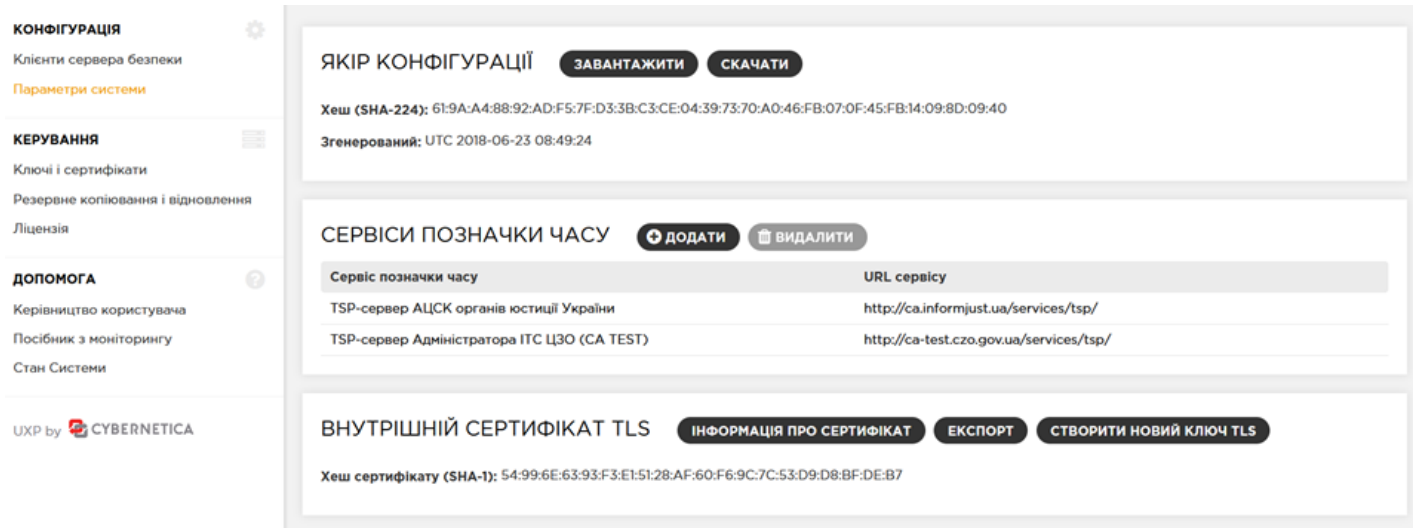 КОНФІГУРАЦІЯ
Клієнти сервера безпеки
Параметри системи
КЕРУВАННЯ
Ключі і сертифікати
Резервне копіювання і відновлення
Ліцензія
ДОПОМОГА
Керівництво користувача
Посібник з моніторингу
Стан Системи
UXP by CYBERNETICA
ЯКІР КОНФІГУРАЦІЇ ЗАВАНТАЖИТИ СКАЧАТИ
Хеш (SHA-224): 61:9A:A4:88:92:AD:F5:7F:D3:3B:C3:CE:04:39:73:70:A0:46:FB:07:0F:45:FB:14:09:8D:09:40
Згенерований: UTC 2018-06-23 08:49:24
СЕРВІСИ ПОЗНАЧКИ ЧАСУ ДОДАТИ ВИДАЛИТИ
Сервіс позначки часу URL сервісу
TSP-сервер АЦСК органів юстиції України http://ca.informjust.ua/services/tsp/
TSP-сервер Адміністратора ІТС ЦЗО (CA TEST) http://ca-test.czo.gov.ua/services/tsp/
ВНУТРІШНІЙ СЕРТИФІКАТ TLS ІНФОРМАЦІЯ ПРО СЕРТИФІКАТ ЕКСПОРТ СТВОРИТИ НОВИЙ КЛЮЧ TLS
Хеш сертифікату (SHA-1): 54:99:6E:63:93:F3:E1:51:28:AF:60:F6:9C:7C:53:D9:D8:BF:DE:B7